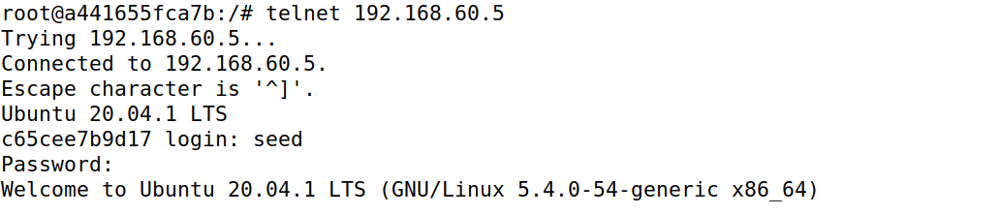 root@a441655fca7b:/# telnet 192.168.60.5
Trying 192.168.60.5...
Connected to 192.168.60.5.
Escape character is '^]'.
Ubuntu 20.04.1 LTS
c65cee7b9d17 login: seed
Password:
Welcome to Ubuntu 20.04.1 LTS (GNU/Linux 5.4.0-54-generic x86_64)